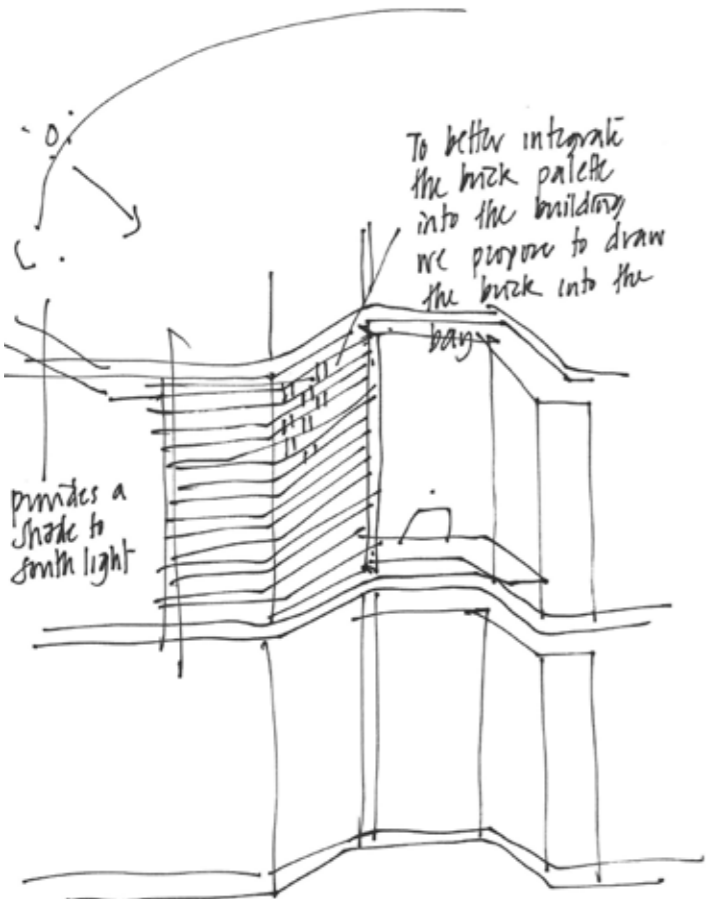 To better integrate
the brick palette
into the building
we propose to draw
the brick into the
bay
provides a
shade to
south light